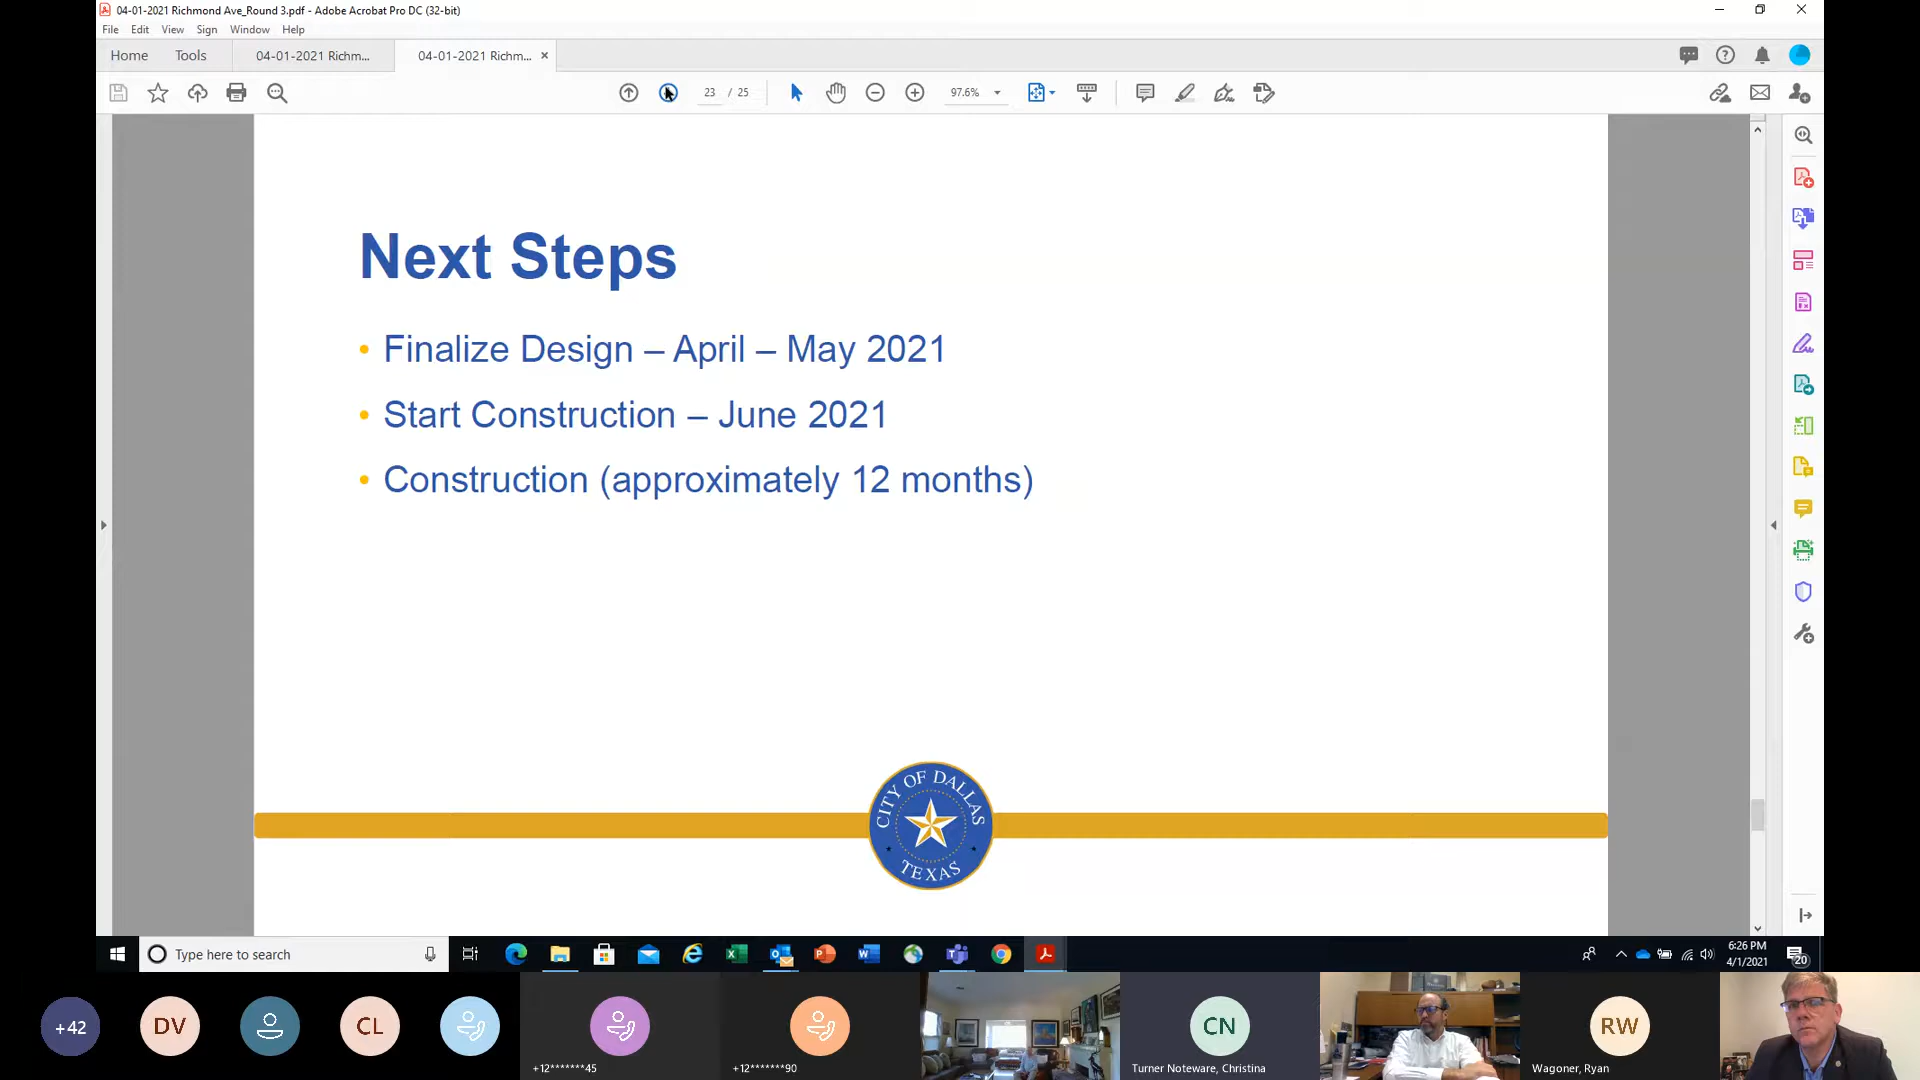 04-01-2021 Richmond Ave_Round 3.pdf - Adobe Acrobat Pro DC (32-bit)
File Edit View Sign Window Help
Home Tools 04-01-2021 Richm... 04-01-2021 Richm... ×
23 / 25 97.6%
Next Steps
• Finalize Design – April – May 2021
• Start Construction – June 2021
• Construction (approximately 12 months)
CITY OF DALLAS
TEXAS
Type here to search
6:26 PM
4/1/2021
20
+42 DV CL CN RW
+12*******45 +12*******90 Turner Noteware, Christina Wagoner, Ryan